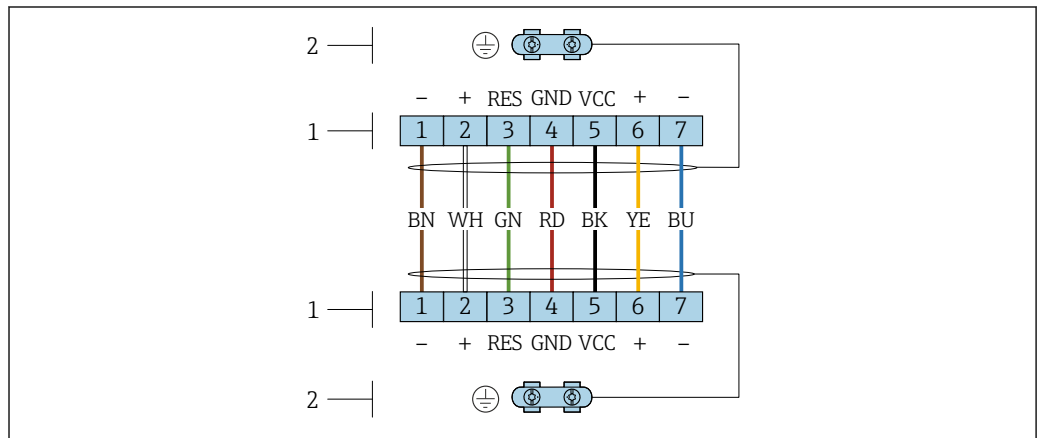 2
– + RES GND VCC + –
1 1 2 3 4 5 6 7
BN WH GN RD BK YE BU
1 1 2 3 4 5 6 7
– + RES GND VCC + –
2